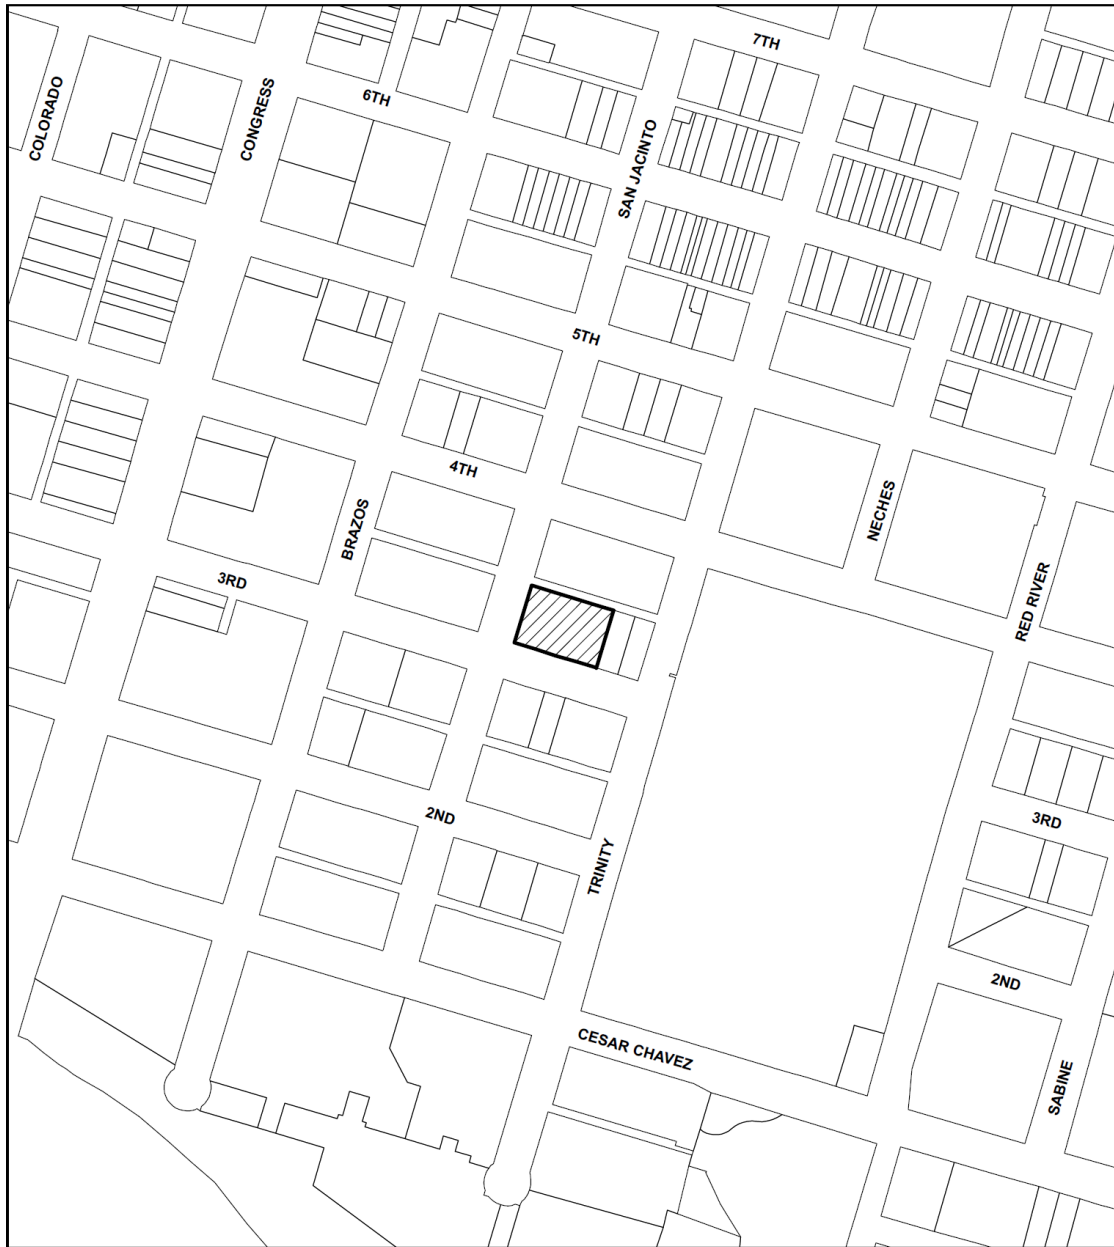 7TH
6TH
COLORADO
CONGRESS
SAN JACINTO
5TH
4TH
BRAZOS
NECHES
3RD
RED RIVER
2ND
3RD
TRINITY
2ND
CESAR CHAVEZ
SABINE